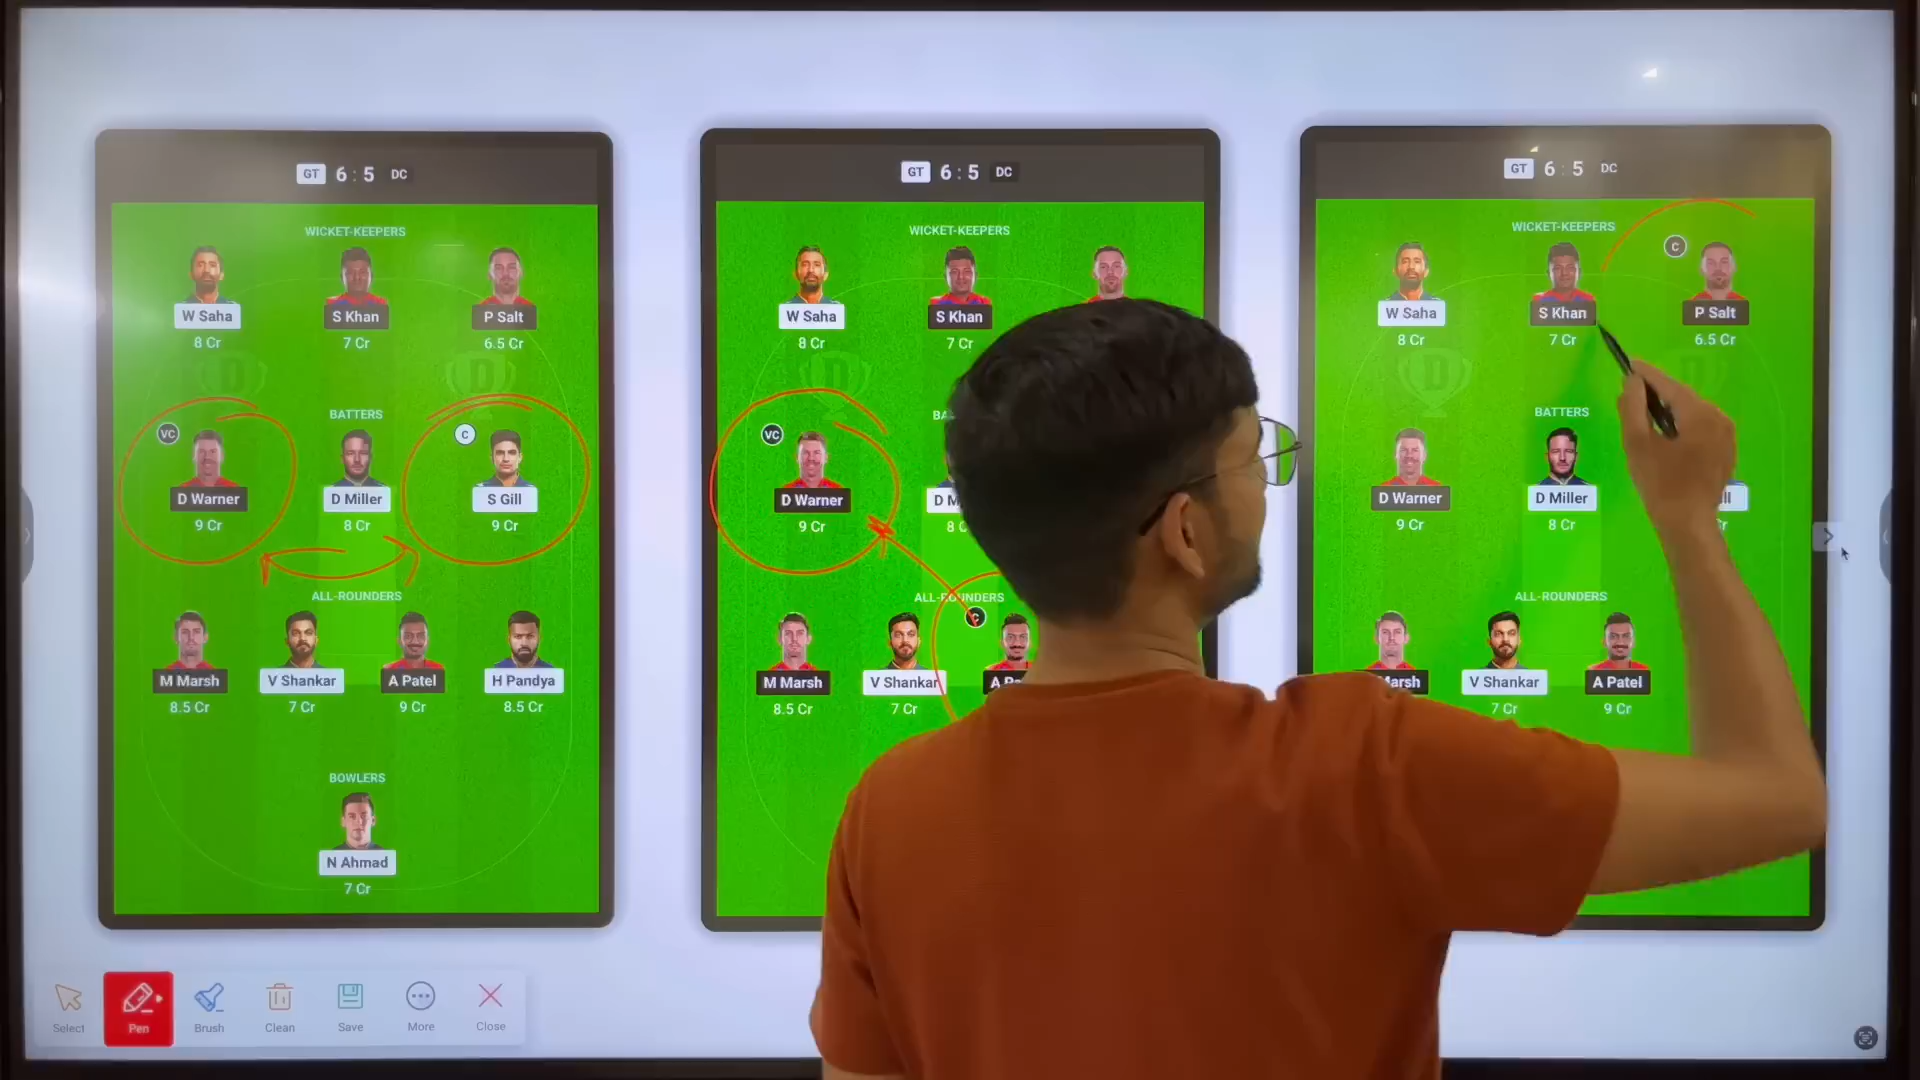 GT 6 : 5 DC
WICKET-KEEPERS
W Saha S Khan P Salt
8 Cr 7 Cr 6.5 Cr
BATTERS
VC C
D Warner D Miller S Gill
9 Cr 8 Cr 9 Cr
ALL-ROUNDERS
M Marsh V Shankar A Patel H Pandya
8.5 Cr 7 Cr 9 Cr 8.5 Cr
BOWLERS
N Ahmad
7 Cr
GT 6 : 5 DC
WICKET-KEEPERS
W Saha S Khan
8 Cr 7 Cr
VC
D Warner
9 Cr 8
ALL-ROUNDERS
C
M Marsh V Shankar
8.5 Cr 7 Cr
GT 6 : 5 DC
WICKET-KEEPERS
C
W Saha S Khan P Salt
8 Cr 7 Cr 6.5 Cr
BATTERS
D Warner D Miller
9 Cr 8 Cr
ALL-ROUNDERS
V Shankar A Patel
7 Cr 9 Cr
Select Pen Brush Clean Save More Close